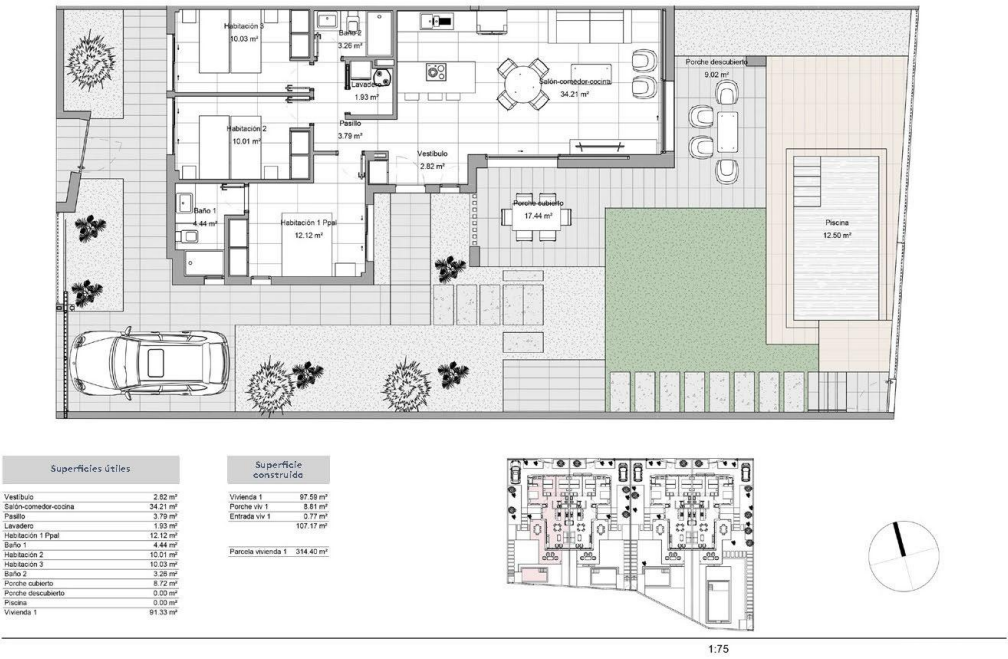 Habitación 3
10.03 m²
Baño 2
3.26 m²
Lavadero
1.93 m²
Salón-comedor-cocina
34.21 m²
Porche descubierto
9.02 m²
Habitación 2
10.01 m²
Pasillo
3.79 m²
Vestíbulo
2.82 m²
Baño 1
4.44 m²
Habitación 1 Ppal
12.12 m²
Porche cubierto
17.44 m²
Piscina
12.50 m²
Superficies útiles
Vestíbulo 2.82 m²
Salón-comedor-cocina 34.21 m²
Pasillo 3.79 m²
Lavadero 1.93 m²
Habitación 1 Ppal 12.12 m²
Baño 1 4.44 m²
Habitación 2 10.01 m²
Habitación 3 10.03 m²
Baño 2 3.26 m²
Porche cubierto 8.72 m²
Porche descubierto 0.00 m²
Piscina 0.00 m²
Vivienda 1 91.33 m²
Superficie
construida
Vivienda 1 97.59 m²
Porche viv 1 8.81 m²
Entrada viv 1 0.77 m²
107.17 m²
Parcela vivienda 1 314.40 m²
1:75